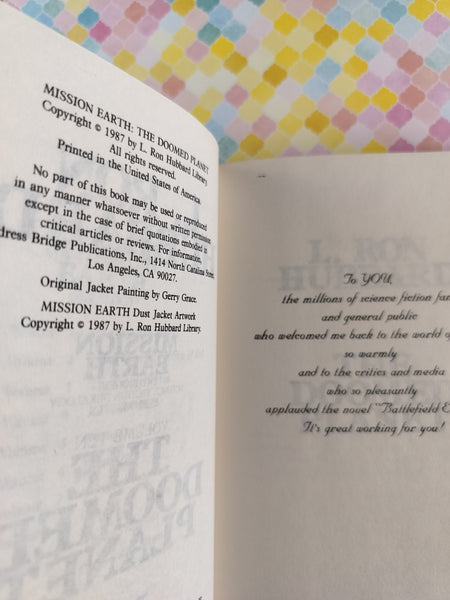 MISSION EARTH: THE DOOMED PLANET
Copyright © 1987 by L. Ron Hubbard Library
All rights reserved.
Printed in the United States of America.
No part of this book may be used or reproduced
in any manner whatsoever without written permission
except in the case of brief quotations embodied in
critical articles or reviews. For information,
dress Bridge Publications, Inc., 1414 North Catalina Street,
Los Angeles, CA 90027.
Original Jacket Painting by Gerry Grace.
MISSION EARTH Dust Jacket Artwork
Copyright © 1987 by L. Ron Hubbard Library.
To YOU,
the millions of science fiction fan
and general public
who welcomed me back to the world of
so warmly
and to the critics and media
who so pleasantly
applauded the novel "Battlefield E
It's great working for you!